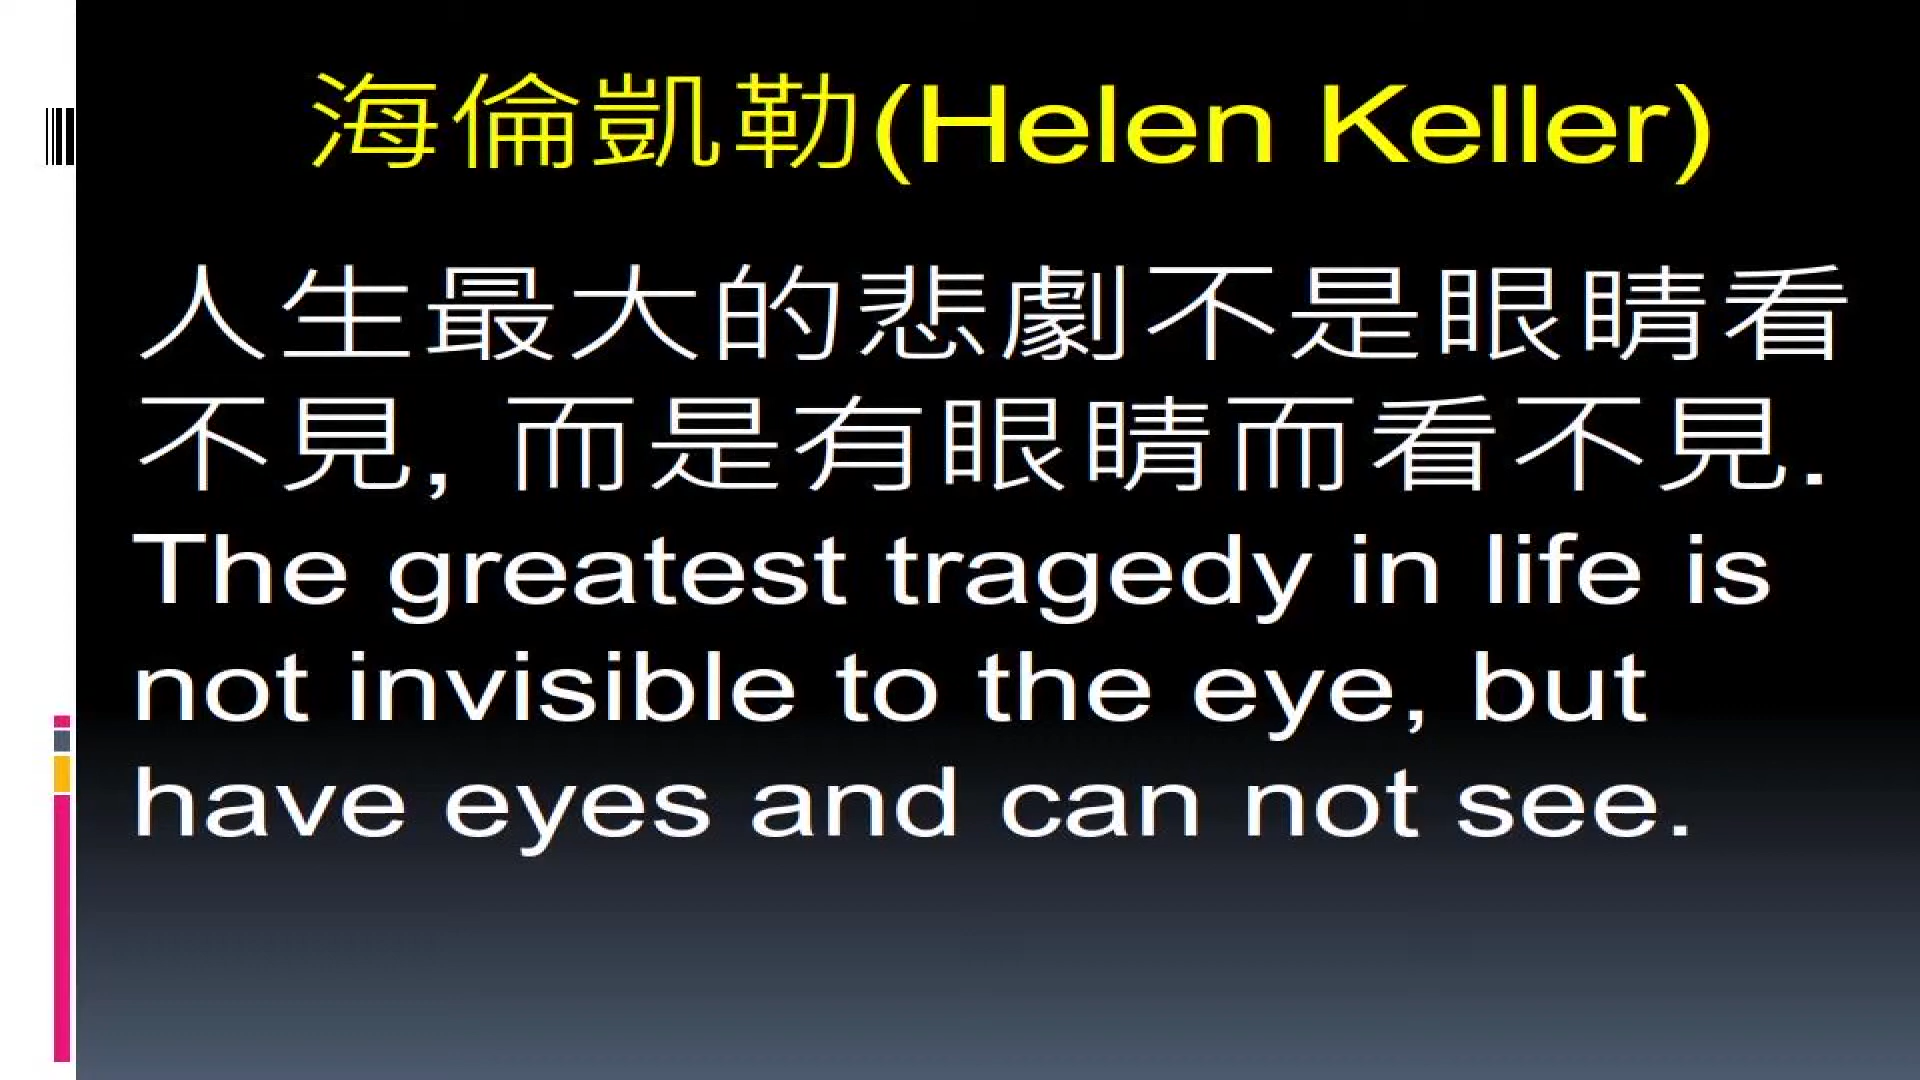 海倫凱勒(Helen Keller)
人生最大的悲劇不是眼睛看
不見, 而是有眼睛而看不見.
The greatest tragedy in life is
not invisible to the eye, but
have eyes and can not see.